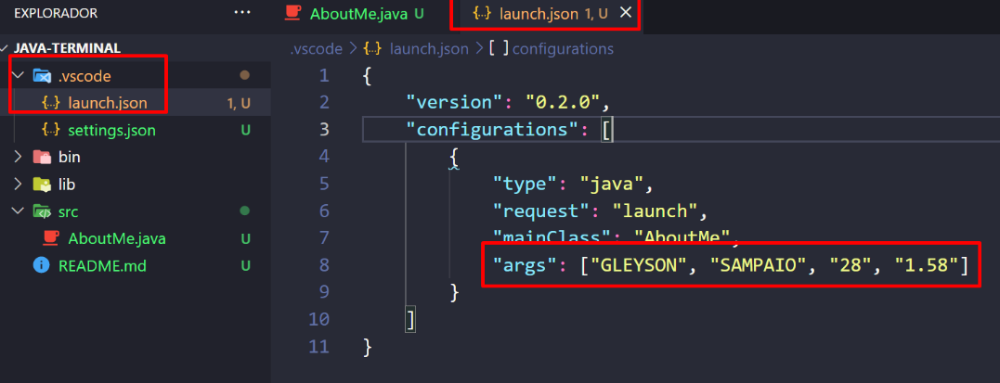 EXPLORADOR ...
AboutMe.java U
launch.json 1, U
JAVA-TERMINAL
.vscode
launch.json 1, U
settings.json U
bin
lib
src
AboutMe.java U
README.md U
.vscode > {..} launch.json > [ ] configurations
1 {
2 "version": "0.2.0",
3 "configurations": [
4 {
5 "type": "java",
6 "request": "launch",
7 "mainClass": "AboutMe",
8 "args": ["GLEYSON", "SAMPAIO", "28", "1.58"]
9 }
10 ]
11 }